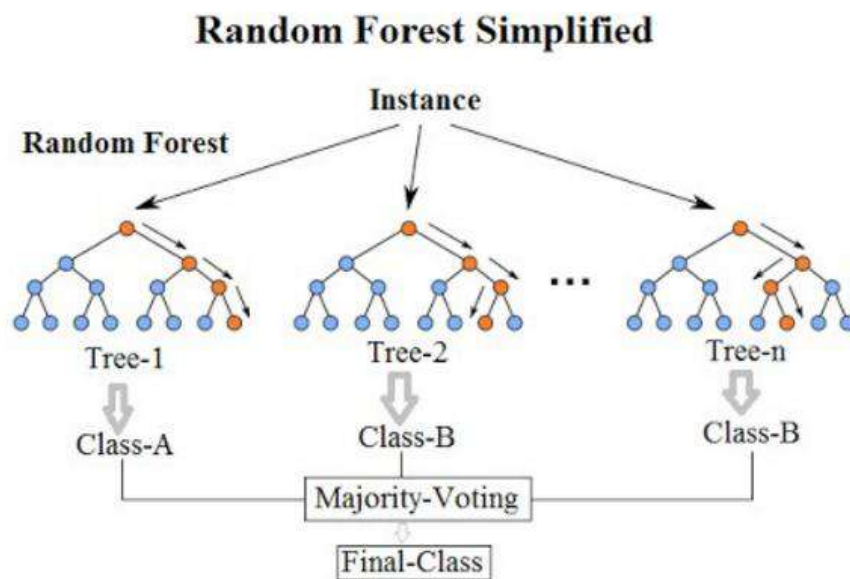 Random Forest Simplified
Instance
Random Forest
...
Tree-1 Tree-2 Tree-n
Class-A Class-B Class-B
Majority-Voting
Final-Class